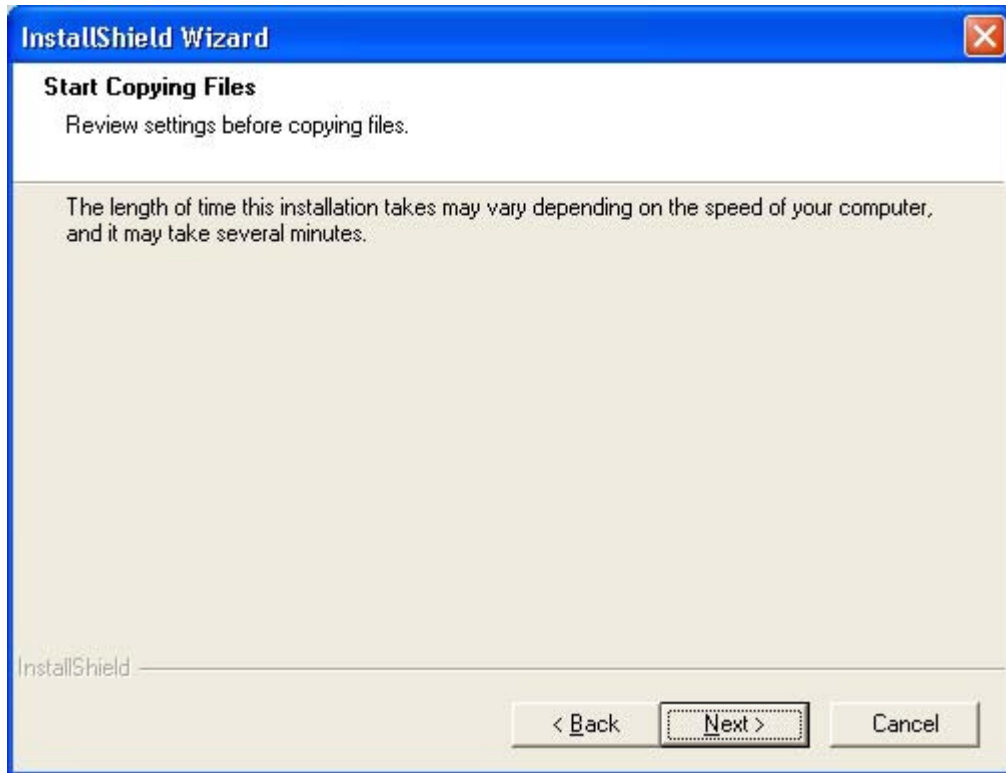 InstallShield Wizard
Start Copying Files
Review settings before copying files.
The length of time this installation takes may vary depending on the speed of your computer,
and it may take several minutes.
InstallShield
< Back
Next >
Cancel